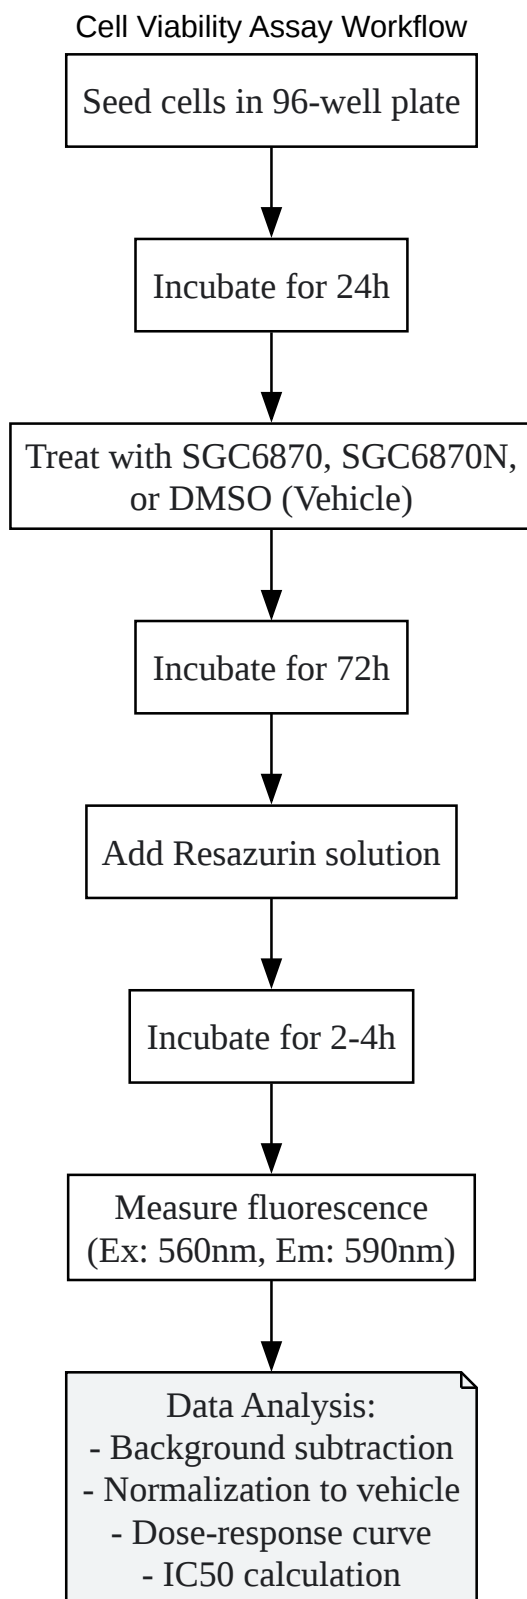 Cell Viability Assay Workflow
Seed cells in 96-well plate
Incubate for 24h
Treat with SGC6870, SGC6870N,
or DMSO (Vehicle)
Incubate for 72h
Add Resazurin solution
Incubate for 2-4h
Measure fluorescence
(Ex: 560nm, Em: 590nm)
Data Analysis:
- Background subtraction
- Normalization to vehicle
- Dose-response curve
- IC50 calculation